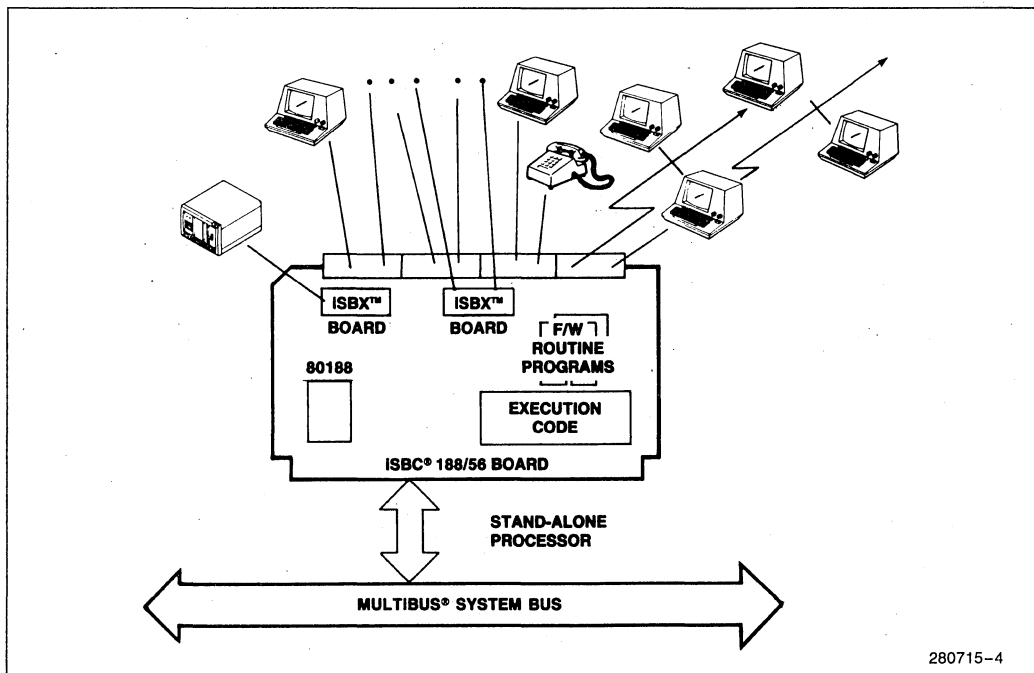 iSBX™
BOARD
iSBX™
BOARD
F/W
ROUTINE
PROGRAMS
80188
EXECUTION
CODE
iSBC® 188/56 BOARD
STAND-ALONE
PROCESSOR
MULTIBUS® SYSTEM BUS
280715-4